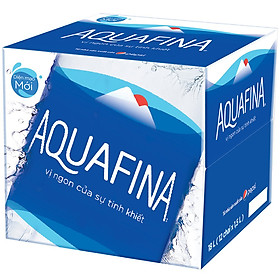 Diện mạo
Mới
AQUAFINA
vị ngon của sự tinh khiết
AQUAFINA
18 L ( 12 chai x 1.5 L )